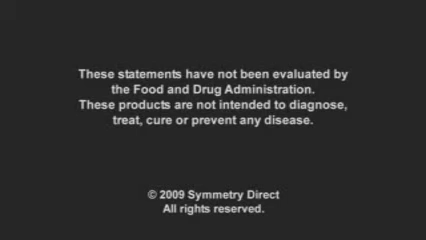 These statements have not been evaluated by
the Food and Drug Administration.
These products are not intended to diagnose,
treat, cure or prevent any disease.
© 2009 Symmetry Direct
All rights reserved.